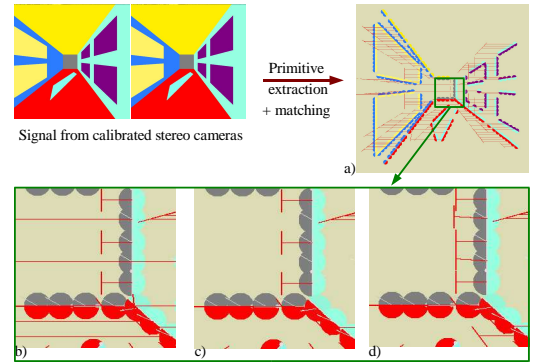 Primitive
extraction
+ matching
Signal from calibrated stereo cameras
a)
b)
c)
d)